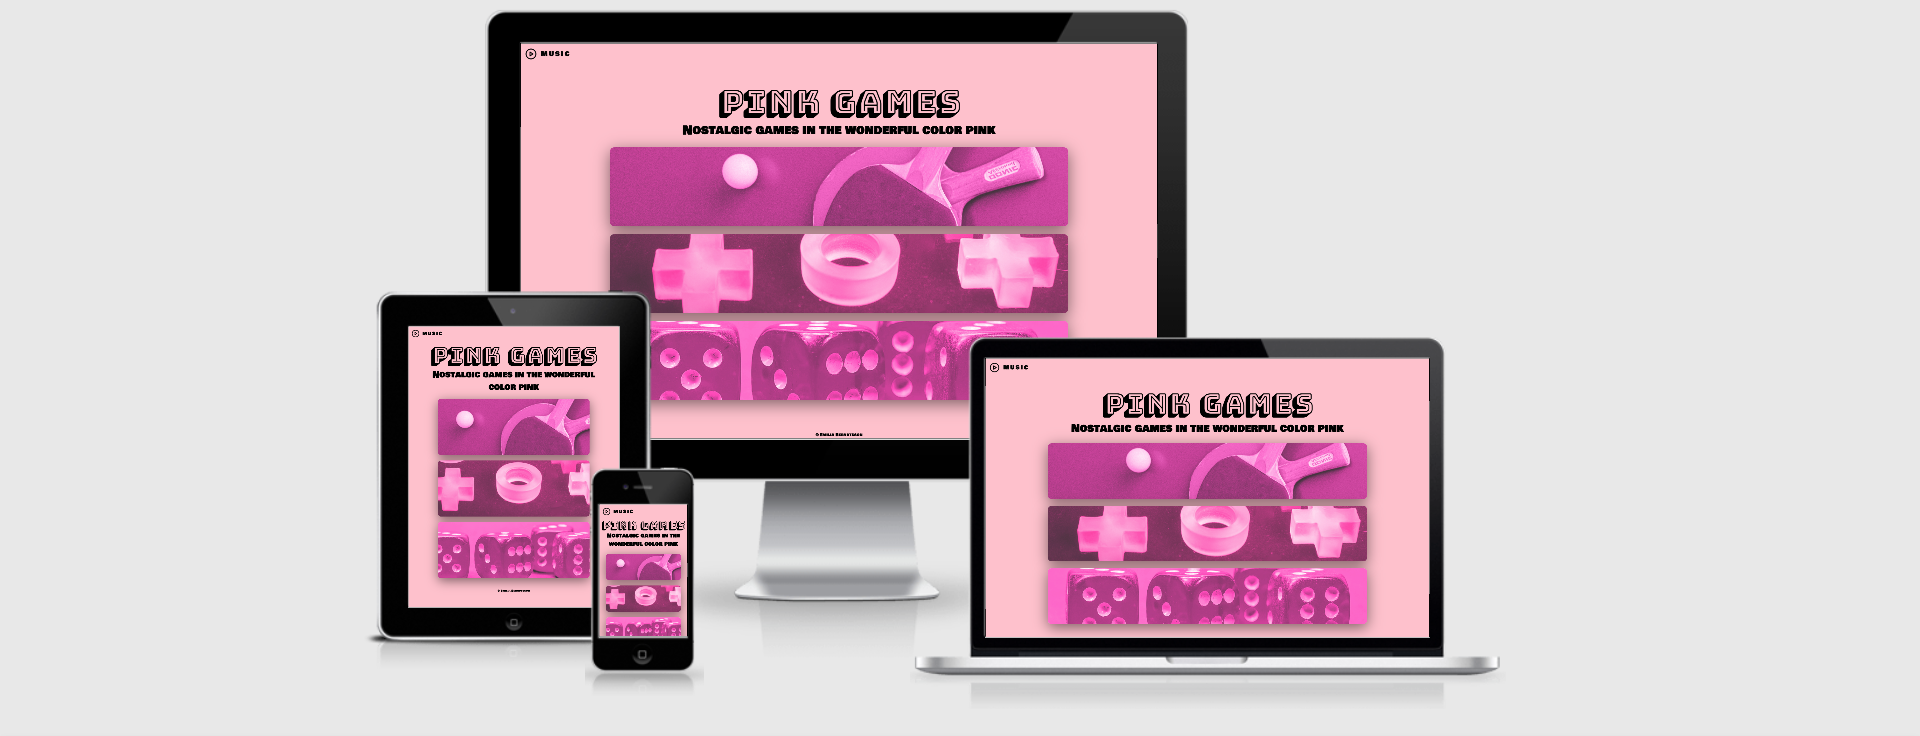 MUSIC
PINK GAMES
Nostalgic games in the wonderful color pink
MUSIC
PINK GAMES
Nostalgic games in the wonderful
color pink
MUSIC
PINK GAMES
Nostalgic games in the
wonderful color pink
MUSIC
PINK GAMES
Nostalgic games in the wonderful color pink